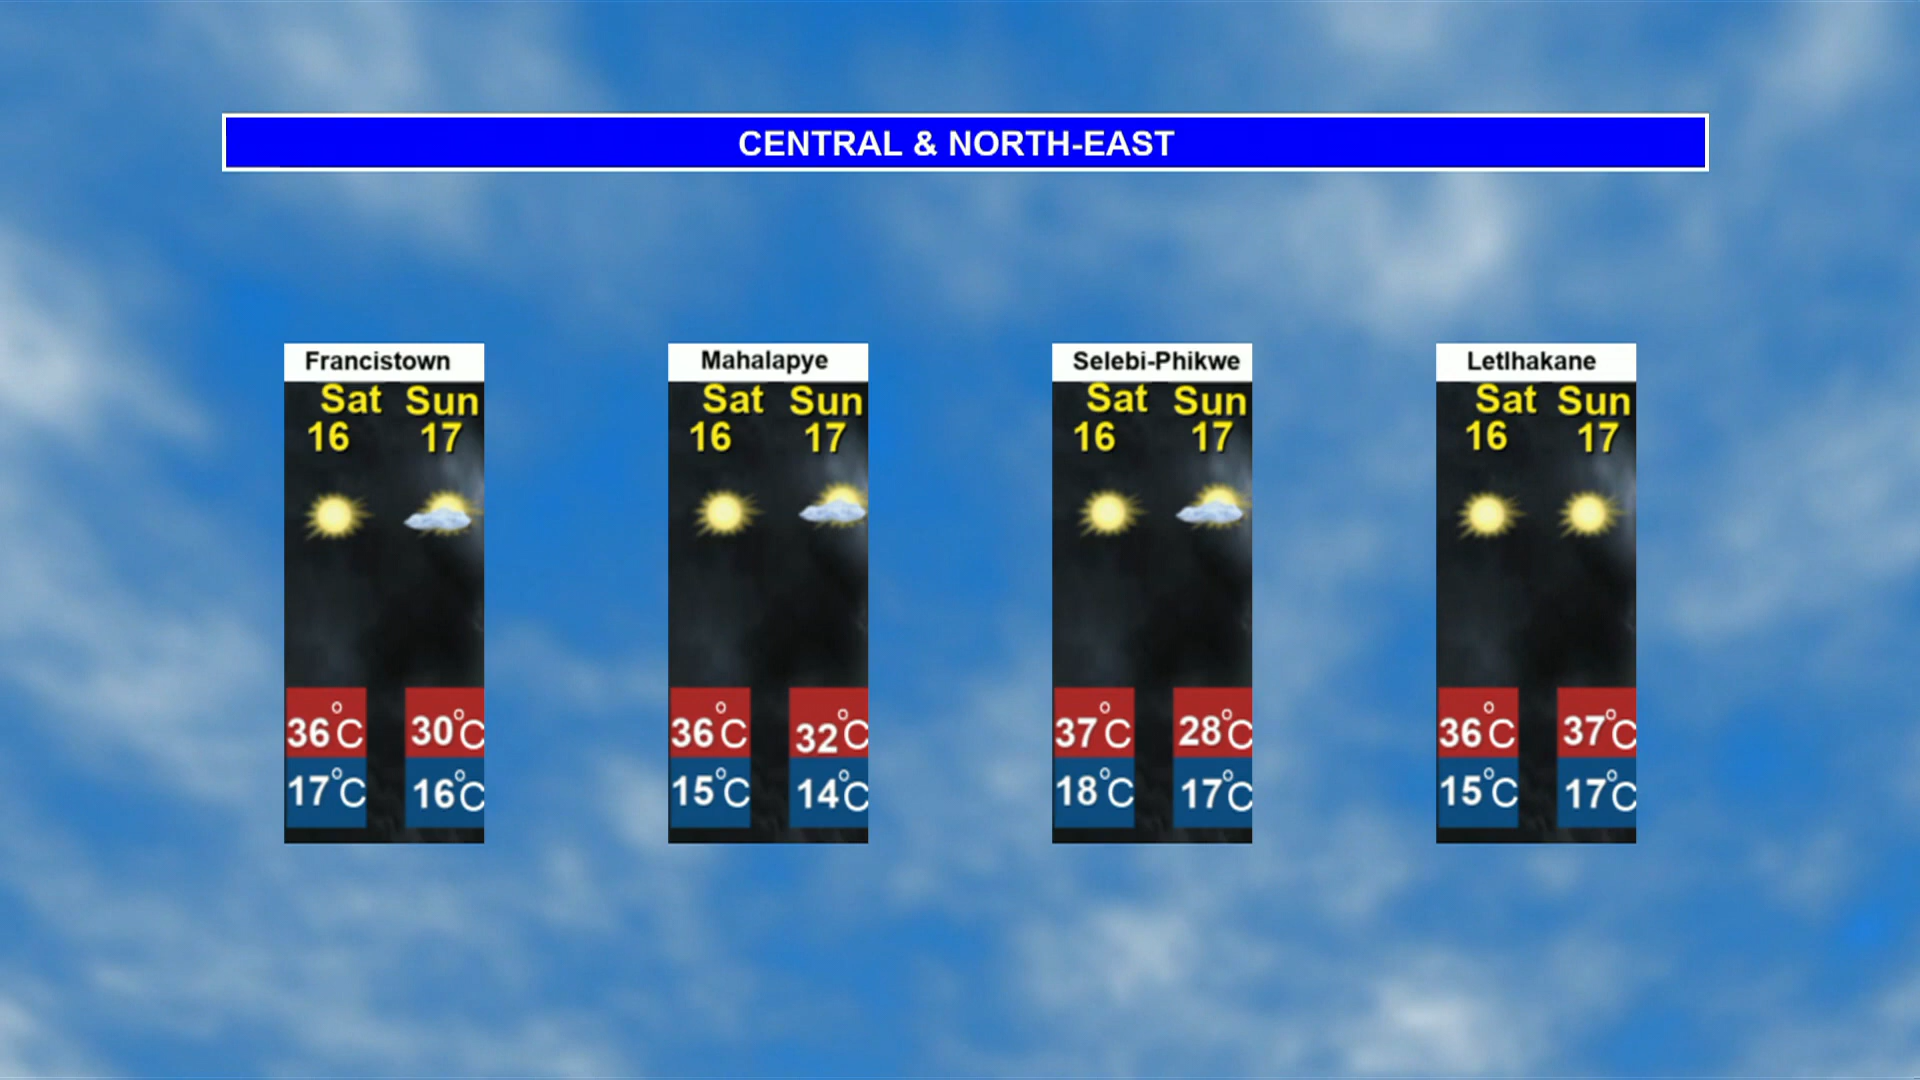 CENTRAL & NORTH-EAST
Francistown
Sat Sun
16 17
36°C 30°C
17°C 16°C
Mahalapye
Sat Sun
16 17
36°C 32°C
15°C 14°C
Selebi-Phikwe
Sat Sun
16 17
37°C 28°C
18°C 17°C
Letlhakane
Sat Sun
16 17
36°C 37°C
15°C 17°C